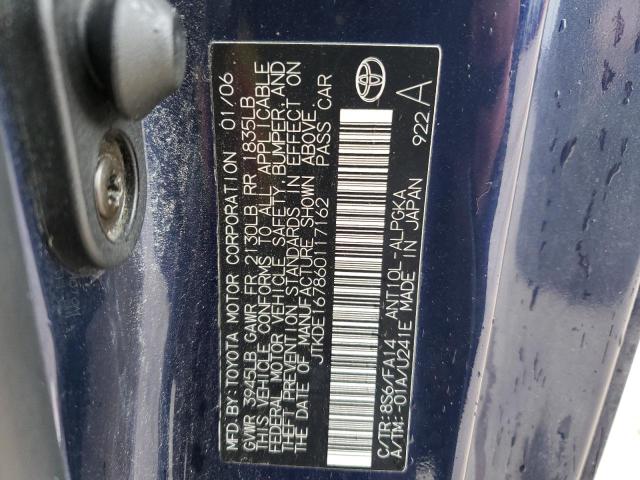 MFD. BY: TOYOTA MOTOR CORPORATION 01/06
GVWR 3945LB GAWR FR 2130LB RR 1835LB
THIS VEHICLE CONFORMS TO ALL APPLICABLE
FEDERAL MOTOR VEHICLE SAFETY, BUMPER, AND
THEFT PREVENTION STANDARDS IN EFFECT ON
THE DATE OF MANUFACTURE SHOWN ABOVE.
JTKDE167860117162 PASS CAR
C/TR: 8S6/FA14 ANT10L-ALPGKA
A/TM: -01A/U241E MADE IN JAPAN
922 A